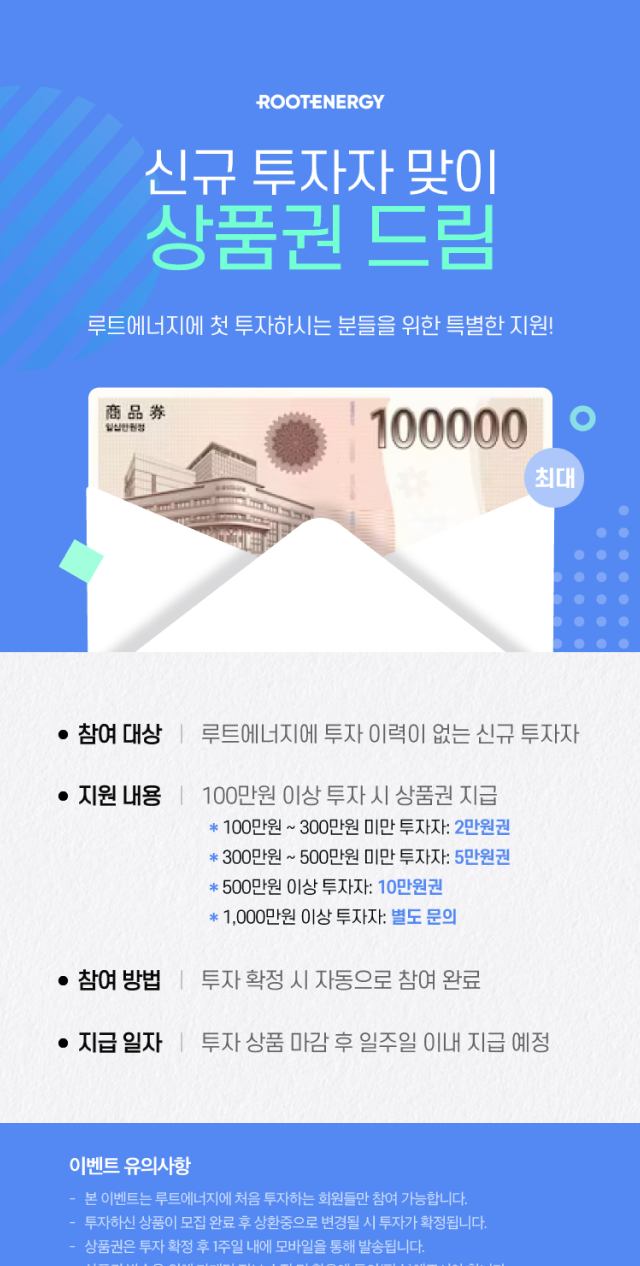 ROOTENERGY
신규 투자자 맞이
상품권 드림
루트에너지에 첫 투자하시는 분들을 위한 특별한 지원!
商品券
일십만원정
100000
최대
• 참여 대상 | 루트에너지에 투자 이력이 없는 신규 투자자
• 지원 내용 | 100만원 이상 투자 시 상품권 지급
* 100만원 ~ 300만원 미만 투자자: 2만원권
* 300만원 ~ 500만원 미만 투자자: 5만원권
* 500만원 이상 투자자: 10만원권
* 1,000만원 이상 투자자: 별도 문의
• 참여 방법 | 투자 확정 시 자동으로 참여 완료
• 지급 일자 | 투자 상품 마감 후 일주일 이내 지급 예정
이벤트 유의사항
- 본 이벤트는 루트에너지에 처음 투자하는 회원들만 참여 가능합니다.
- 투자하신 상품이 모집 완료 후 상환중으로 변경될 시 투자가 확정됩니다.
- 상품권은 투자 확정 후 1주일 내에 모바일을 통해 발송됩니다.